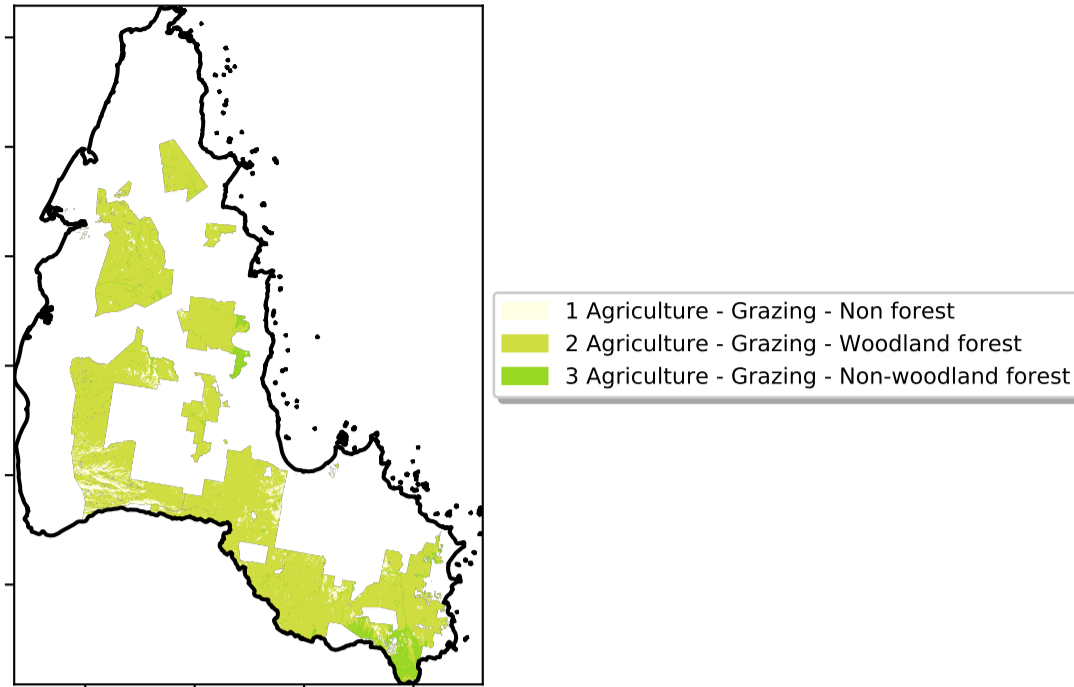 1 Agriculture - Grazing - Non forest
2 Agriculture - Grazing - Woodland forest
3 Agriculture - Grazing - Non-woodland forest